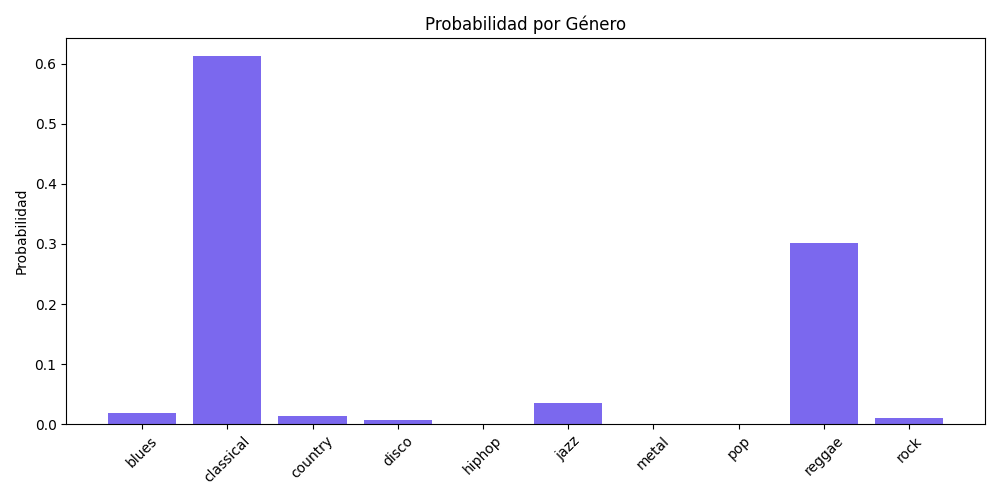 Probabilidad por Género
Probabilidad
0.6
0.5
0.4
0.3
0.2
0.1
0.0
blues
classical
country
disco
hiphop
jazz
metal
pop
reggae
rock